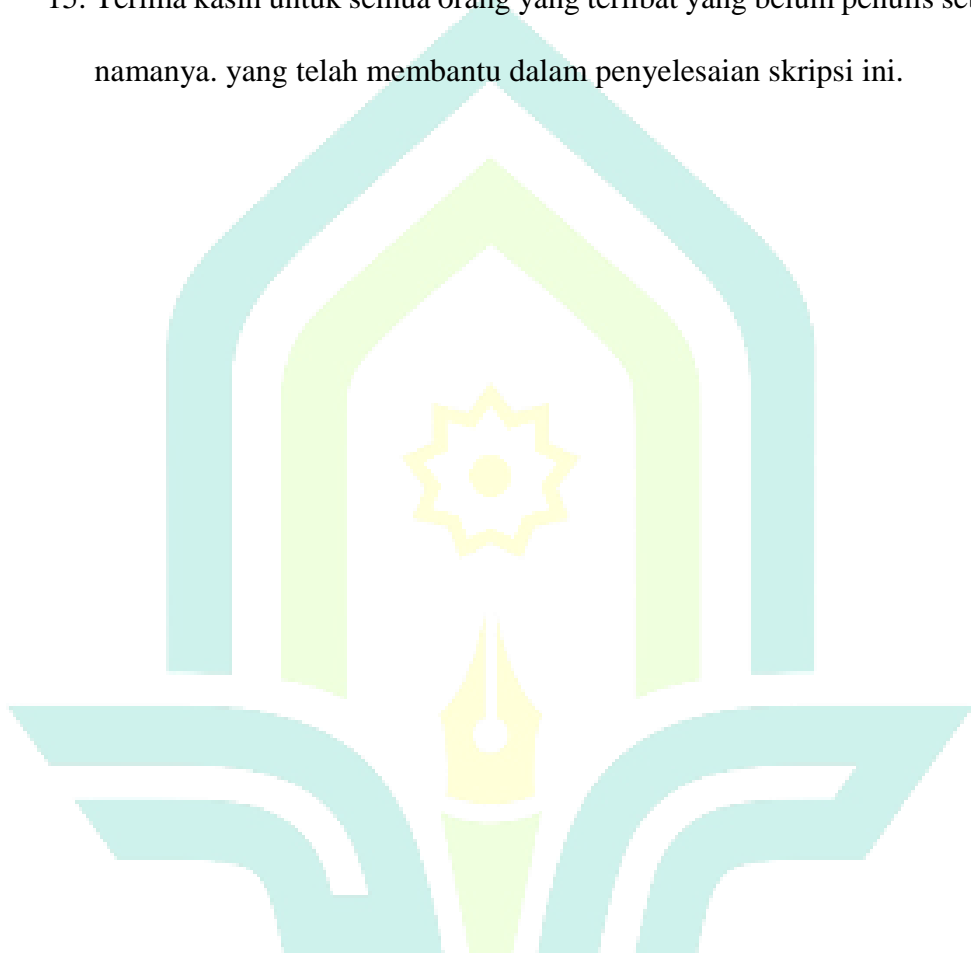 15. Terima kasih untuk semua orang yang terlibat yang belum penulis
namanya. yang telah membantu dalam penyelesaian skripsi ini.